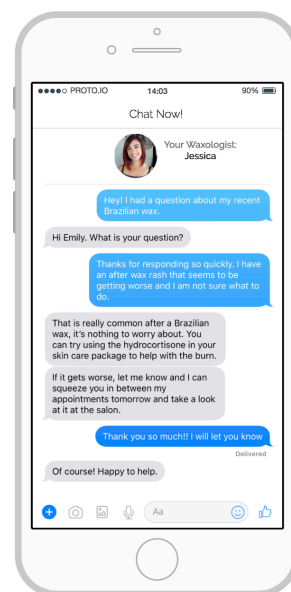 PROTO.IO 14:03 90%
Chat Now!
Your Waxologist:
Jessica
Hey! I had a question about my recent
Brazilian wax.
Hi Emily. What is your question?
Thanks for responding so quickly. I have
an after wax rash that seems to be
getting worse and I am not sure what to
do.
That is really common after a Brazilian
wax, it's nothing to worry about. You
can try using the hydrocortisone in your
skin care package to help with the burn.
If it gets worse, let me know and I can
squeeze you in between my
appointments tomorrow and take a look
at it at the salon.
Thank you so much!! I will let you know
Delivered
Of course! Happy to help.
Aa